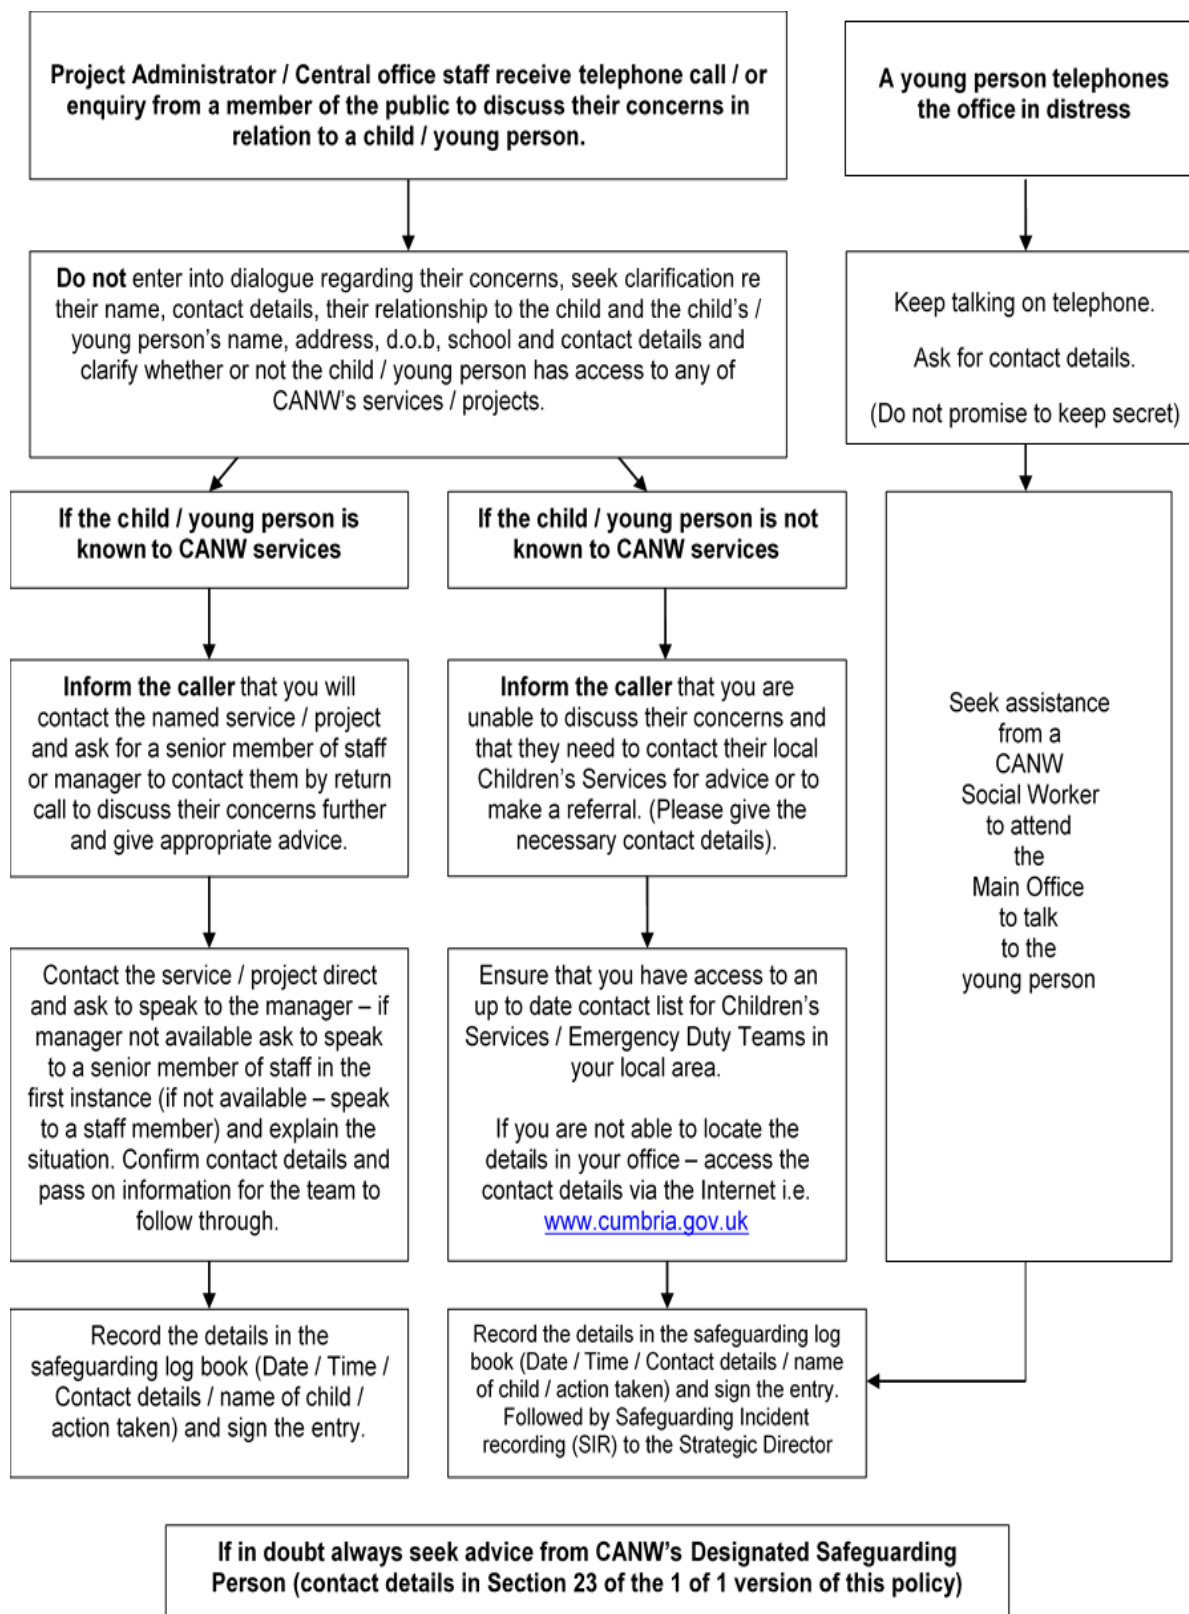 Project Administrator / Central office staff receive telephone call / or
enquiry from a member of the public to discuss their concerns in
relation to a child / young person.
A young person telephones
the office in distress
Do not enter into dialogue regarding their concerns, seek clarification re
their name, contact details, their relationship to the child and the child's /
young person's name, address, d.o.b, school and contact details and
clarify whether or not the child / young person has access to any of
CANW's services / projects.
Keep talking on telephone.
Ask for contact details.
(Do not promise to keep secret)
If the child / young person is
known to CANW services
If the child / young person is not
known to CANW services
Inform the caller that you will
contact the named service / project
and ask for a senior member of staff
or manager to contact them by return
call to discuss their concerns further
and give appropriate advice.
Inform the caller that you are
unable to discuss their concerns and
that they need to contact their local
Children's Services for advice or to
make a referral. (Please give the
necessary contact details).
Seek assistance
from a
CANW
Social Worker
to attend
the
Main Office
to talk
to the
young person
Contact the service / project direct
and ask to speak to the manager – if
manager not available ask to speak
to a senior member of staff in the
first instance (if not available – speak
to a staff member) and explain the
situation. Confirm contact details and
pass on information for the team to
follow through.
Ensure that you have access to an
up to date contact list for Children's
Services / Emergency Duty Teams in
your local area.
If you are not able to locate the
details in your office – access the
contact details via the Internet i.e.
www.cumbria.gov.uk
Record the details in the
safeguarding log book (Date / Time /
Contact details / name of child /
action taken) and sign the entry.
Record the details in the safeguarding log
book (Date / Time / Contact details / name
of child / action taken) and sign the entry.
Followed by Safeguarding Incident
recording (SIR) to the Strategic Director
If in doubt always seek advice from CANW's Designated Safeguarding
Person (contact details in Section 23 of the 1 of 1 version of this policy)